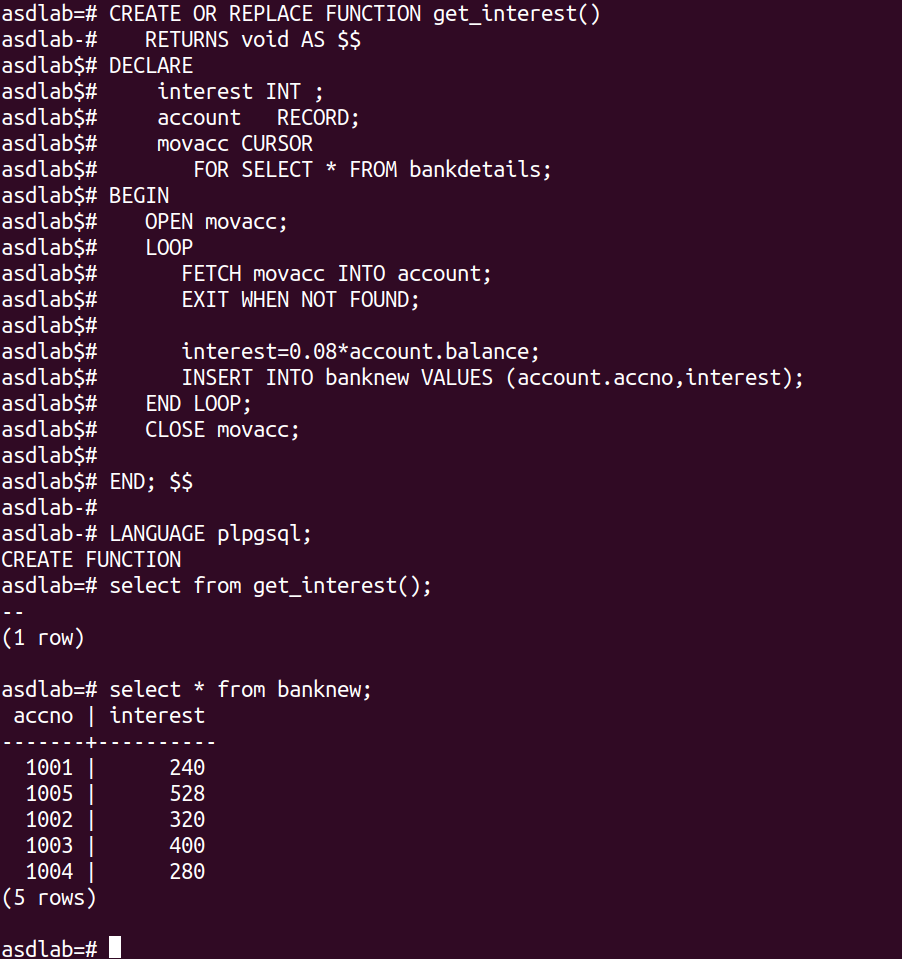 asdlab=# CREATE OR REPLACE FUNCTION get_interest()
asdlab-#    RETURNS void AS $$
asdlab$# DECLARE
asdlab$#     interest INT ;
asdlab$#     account   RECORD;
asdlab$#     movacc CURSOR
asdlab$#        FOR SELECT * FROM bankdetails;
asdlab$# BEGIN
asdlab$#    OPEN movacc;
asdlab$#    LOOP
asdlab$#       FETCH movacc INTO account;
asdlab$#       EXIT WHEN NOT FOUND;
asdlab$#
asdlab$#       interest=0.08*account.balance;
asdlab$#       INSERT INTO banknew VALUES (account.accno,interest);
asdlab$#    END LOOP;
asdlab$#    CLOSE movacc;
asdlab$#
asdlab$# END; $$
asdlab-#
asdlab-# LANGUAGE plpgsql;
CREATE FUNCTION
asdlab=# select from get_interest();
--
(1 row)

asdlab=# select * from banknew;
 accno | interest
-------+----------
  1001 |      240
  1005 |      528
  1002 |      320
  1003 |      400
  1004 |      280
(5 rows)

asdlab=#